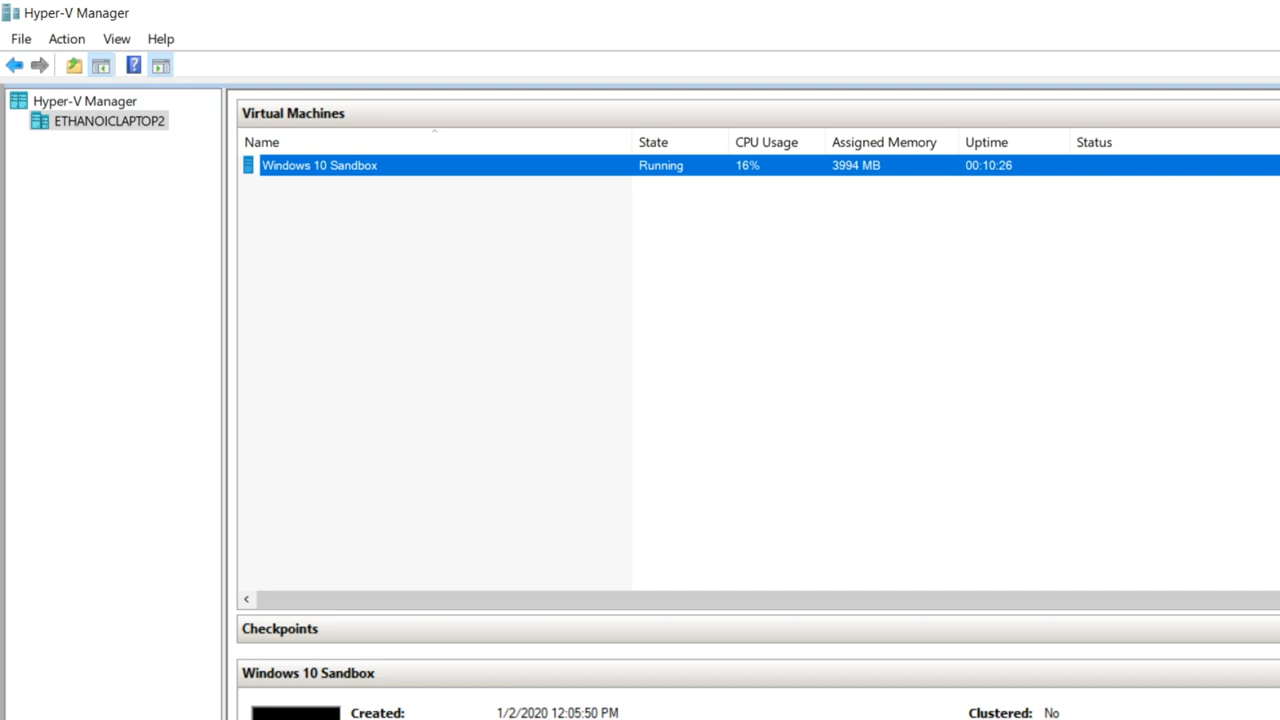 Hyper-V Manager
File Action View Help
Hyper-V Manager
ETHANOICLAPTOP2
Virtual Machines
Name State CPU Usage Assigned Memory Uptime Status
Windows 10 Sandbox Running 16% 3994 MB 00:10:26
Checkpoints
Windows 10 Sandbox
Created: 1/2/2020 12:05:50 PM Clustered: No